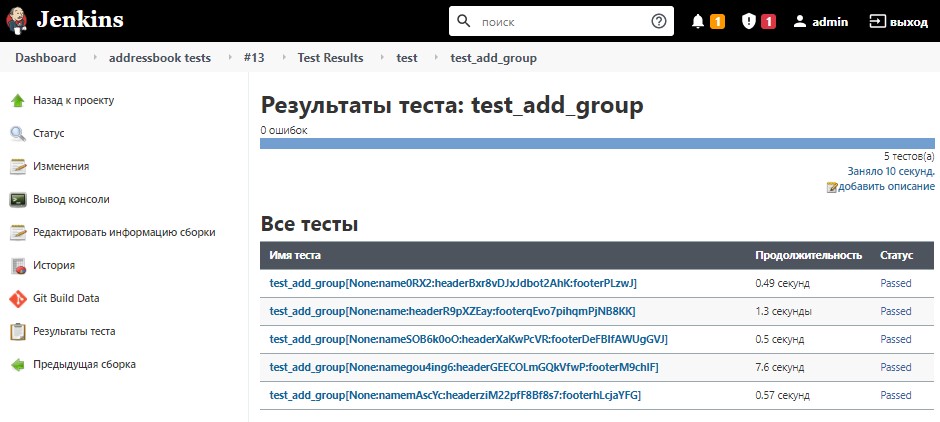 Jenkins
поиск
1
1
admin
выход
Dashboard
addressbook tests
#13
Test Results
test
test_add_group
Назад к проекту
Статус
Изменения
Вывод консоли
Редактировать информацию сборки
История
Git Build Data
Результаты теста
Предыдущая сборка
Результаты теста: test_add_group
0 ошибок
5 тестов(а)
Заняло 10 секунд.
добавить описание
Все тесты
Имя теста Продолжительность Статус
test_add_group[None:name0RX2:headerBxr8vDJxJdbot2AhK:footerPLzwJ] 0.49 секунд Passed
test_add_group[None:name:headerR9pXZEay:footerqEvo7pihqmPjNB8KK] 1.3 секунды Passed
test_add_group[None:nameSOB6k0oO:headerXaKwPcVR:footerDeFBIfAWUgGVJ] 0.5 секунд Passed
test_add_group[None:namegou4ing6:headerGEECOLmGQkVfwP:footerM9chIF] 7.6 секунд Passed
test_add_group[None:namemAscYc:headerziM22pfF8Bf8s7:footerhLcjaYFG] 0.57 секунд Passed